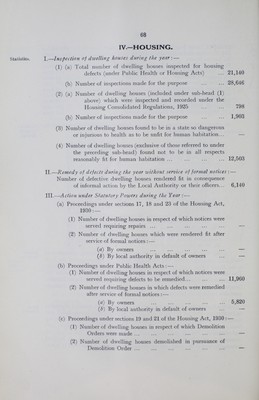 68
IV.—HOUSING.
Statistics.
I.—Inspection of dwelling houses during the year:—
(1) (a) Total number of dwelling houses inspected for housing
defects (under Public Health or Housing Acts) ... 21,140
(b) Number of inspections made for the purpose ... ... 28,646
(2) (a) Number of dwelling houses (included under sub-head (1)
above) which were inspected and recorded under the
Housing Consolidated Regulations, 1925 ... 798
(b) Number of inspections made for the purpose ... ... 1,903
(3) Number of dwelling houses found to be in a state so dangerous
or injurious to health as to be unfit for human habitation ... —
(4) Number of dwelling houses (exclusive of those referred to under
the preceding sub-head) found not to be in all respects
reasonably fit for human habitation ... ... ... 12,503
II.—Remedy of defects during the year without service of formal notices:—
Number of defective dwelling houses rendered fit in consequence
of informal action by the Local Authority or their officers... 6,140
III.—Action under Statutory Powers during the Year:—
(a) Proceedings under sections 17, 18 and 23 of the Housing Act,
1930:—
(1) Number of dwelling houses in respect of which notices were
served requiring repairs ... ... ... ... —
(2) Number of dwelling houses which were rendered fit after
service of formal notices:—
(a) By owners ... ... ... ... —
(b) By local authority in default of owners ... —
(b) Proceedings under Public Health Acts:—
(1) Number of dwelling houses in respect of which notices were
served requiring defects to be remedied... ... ... 11,960
(2) Number of dwelling houses in which defects were remedied
after service of formal notices:—
(a) By owners ... ... ... ... 5,820
(b) By local authority in default of owners ... —
(c) Proceedings under sections 19 and 21 of the Housing Act, 1930:—
(1) Number of dwelling houses in respect of which Demolition
Orders were made ... ... ... ... —
(2) Number of dwelling houses demolished in pursuance of
Demolition Order ... ... ... ... —